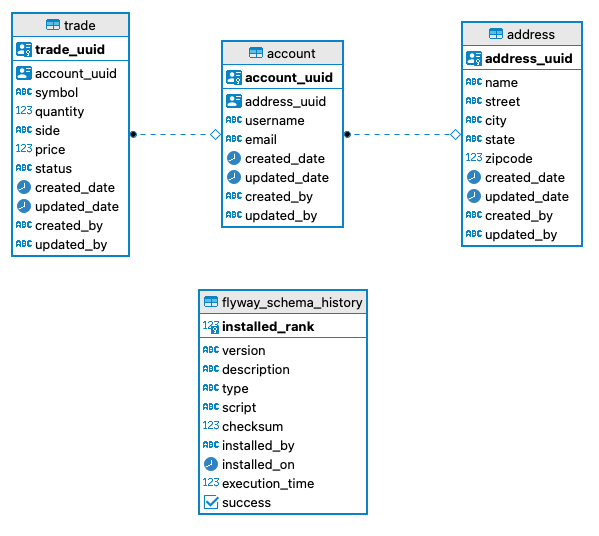 trade
trade_uuid
account_uuid
ABC symbol
123 quantity
ABC side
123 price
ABC status
created_date
updated_date
ABC created_by
ABC updated_by
account
account_uuid
address_uuid
ABC username
ABC email
created_date
updated_date
ABC created_by
ABC updated_by
address
address_uuid
ABC name
ABC street
ABC city
ABC state
123 zipcode
created_date
updated_date
ABC created_by
ABC updated_by
flyway_schema_history
123 installed_rank
ABC version
ABC description
ABC type
ABC script
123 checksum
ABC installed_by
installed_on
123 execution_time
success